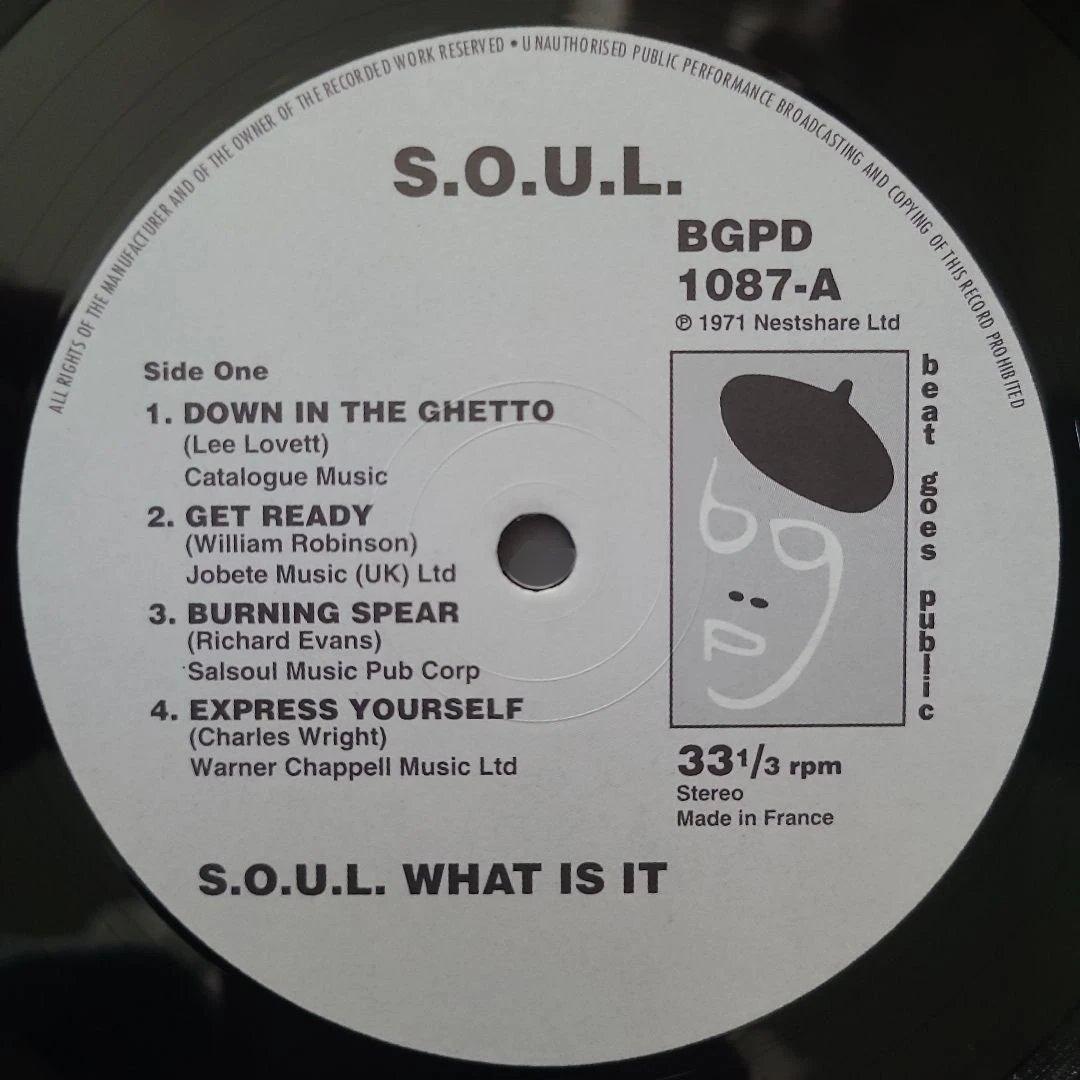 ALL RIGHTS OF THE MANUFACTURER AND OF THE OWNER OF THE RECORDED WORK RESERVED • UNAUTHORISED PUBLIC PERFORMANCE BROADCASTING AND COPYING OF THIS RECORD PROHIBITED
S.O.U.L.
BGPD
1087-A
℗ 1971 Nestshare Ltd
Side One
1. DOWN IN THE GHETTO
(Lee Lovett)
Catalogue Music
2. GET READY
(William Robinson)
Jobete Music (UK) Ltd
3. BURNING SPEAR
(Richard Evans)
Salsoul Music Pub Corp
4. EXPRESS YOURSELF
(Charles Wright)
Warner Chappell Music Ltd
beat goes public
bgp
33 1/3 rpm
Stereo
Made in France
S.O.U.L. WHAT IS IT